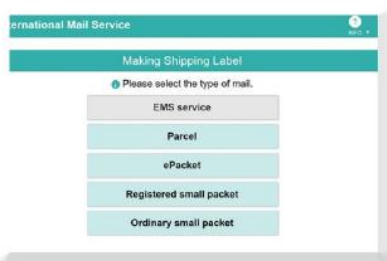 ernational Mail Service
Making Shipping Label
Please select the type of mail.
EMS service
Parcel
ePacket
Registered small packet
Ordinary small packet